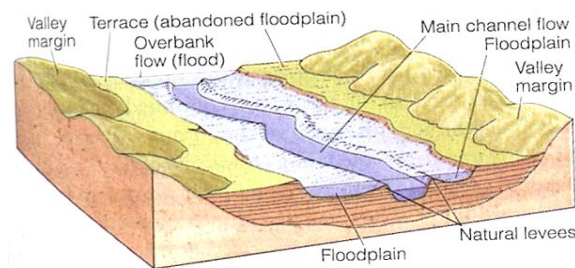 Valley
margin
Terrace (abandoned floodplain)
Overbank
flow (flood)
Main channel flow
Floodplain
Valley
margin
Natural levees
Floodplain